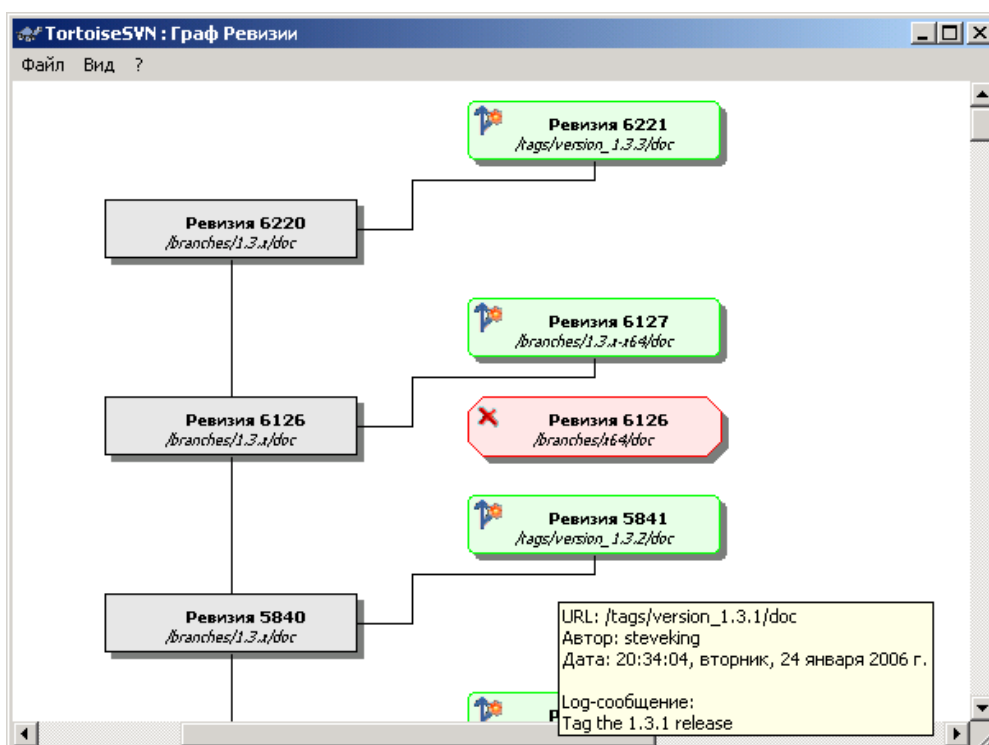 TortoiseSVN : Граф Ревизии
Файл Вид ?
Ревизия 6221
/tags/version_1.3.3/doc
Ревизия 6220
/branches/1.3.x/doc
Ревизия 6127
/branches/1.3.x-x64/doc
Ревизия 6126
/branches/1.3.x/doc
Ревизия 6126
/branches/x64/doc
Ревизия 5841
/tags/version_1.3.2/doc
Ревизия 5840
/branches/1.3.x/doc
URL: /tags/version_1.3.1/doc
Автор: steveking
Дата: 20:34:04, вторник, 24 января 2006 г.
Log-сообщение:
Tag the 1.3.1 release